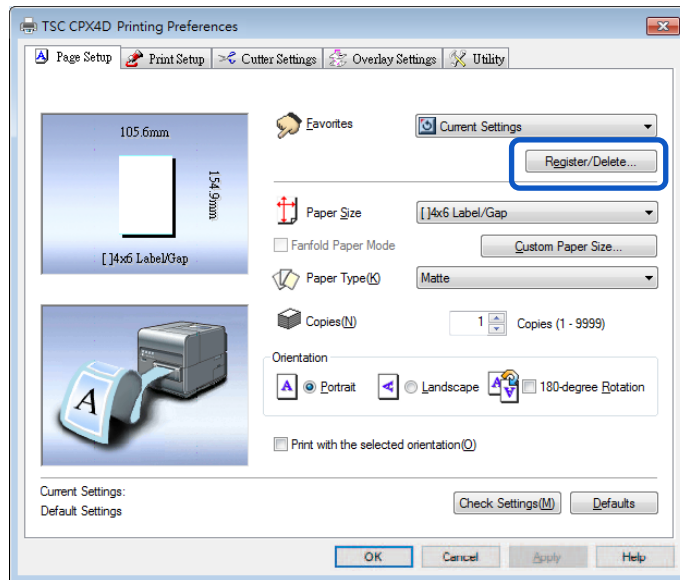 TSC CPX4D Printing Preferences
Page Setup Print Setup Cutter Settings Overlay Settings Utility
105.6mm
154.9mm
[ ]4x6 Label/Gap
Favorites Current Settings
Register/Delete...
Paper Size [ ]4x6 Label/Gap
Fanfold Paper Mode Custom Paper Size...
Paper Type(K) Matte
Copies(N) 1 Copies (1 - 9999)
Orientation
A Portrait A Landscape A A 180-degree Rotation
Print with the selected orientation(O)
A
Current Settings:
Default Settings
Check Settings(M) Defaults
OK Cancel Apply Help